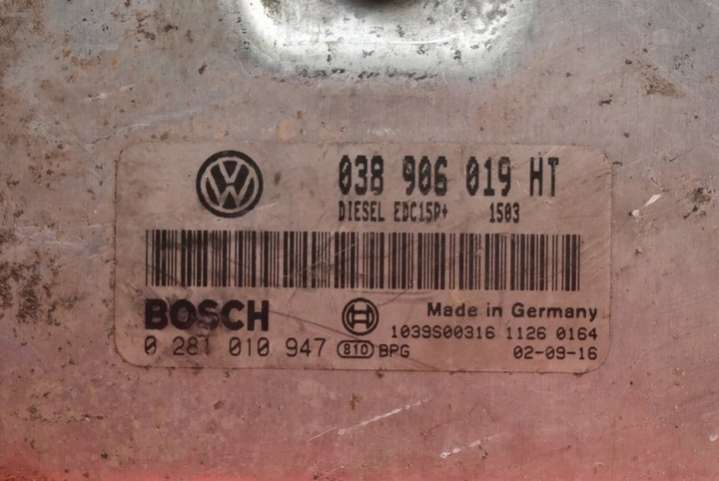 038 906 019 HT
DIESEL EDC15P+ 1503
BOSCH
Made in Germany
1039S00316 1126 0164
0 281 010 947 810 BPG 02-09-16